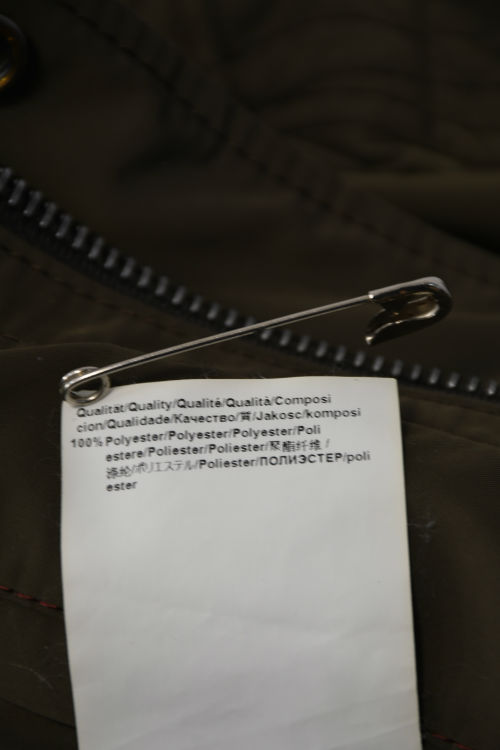 Qualitat/Quality/Qualité/Qualità/Composi
cion/Qualidade/Качество/質/Jakosc/komposi
100% Polyester/Polyester/Polyester/Poli
estere/Poliester/Poliester/聚酯纤维 /
涤纶/ポリエステル/Poliester/ПОЛИЭСТЕР/poli
ester